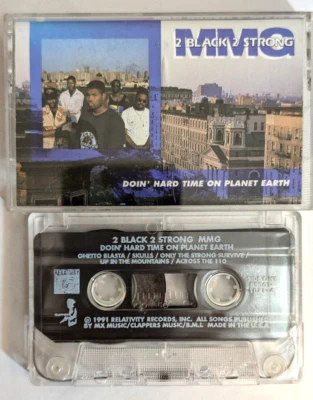 2 BLACK 2 STRONG
MMG
DOIN' HARD TIME ON PLANET EARTH
2 BLACK 2 STRONG MMG
DOIN' HARD TIME ON PLANET EARTH
GHETTO BLASTA / SKULLS / ONLY THE STRONG SURVIVE /
UP IN THE MOUNTAINS / ACROSS THE 110
© 1991 RELATIVITY RECORDS, INC. ALL SONGS PUBLISHED
BY MX MUSIC/CLAPPERS MUSIC/B.M.I. MADE IN THE U.S.A.